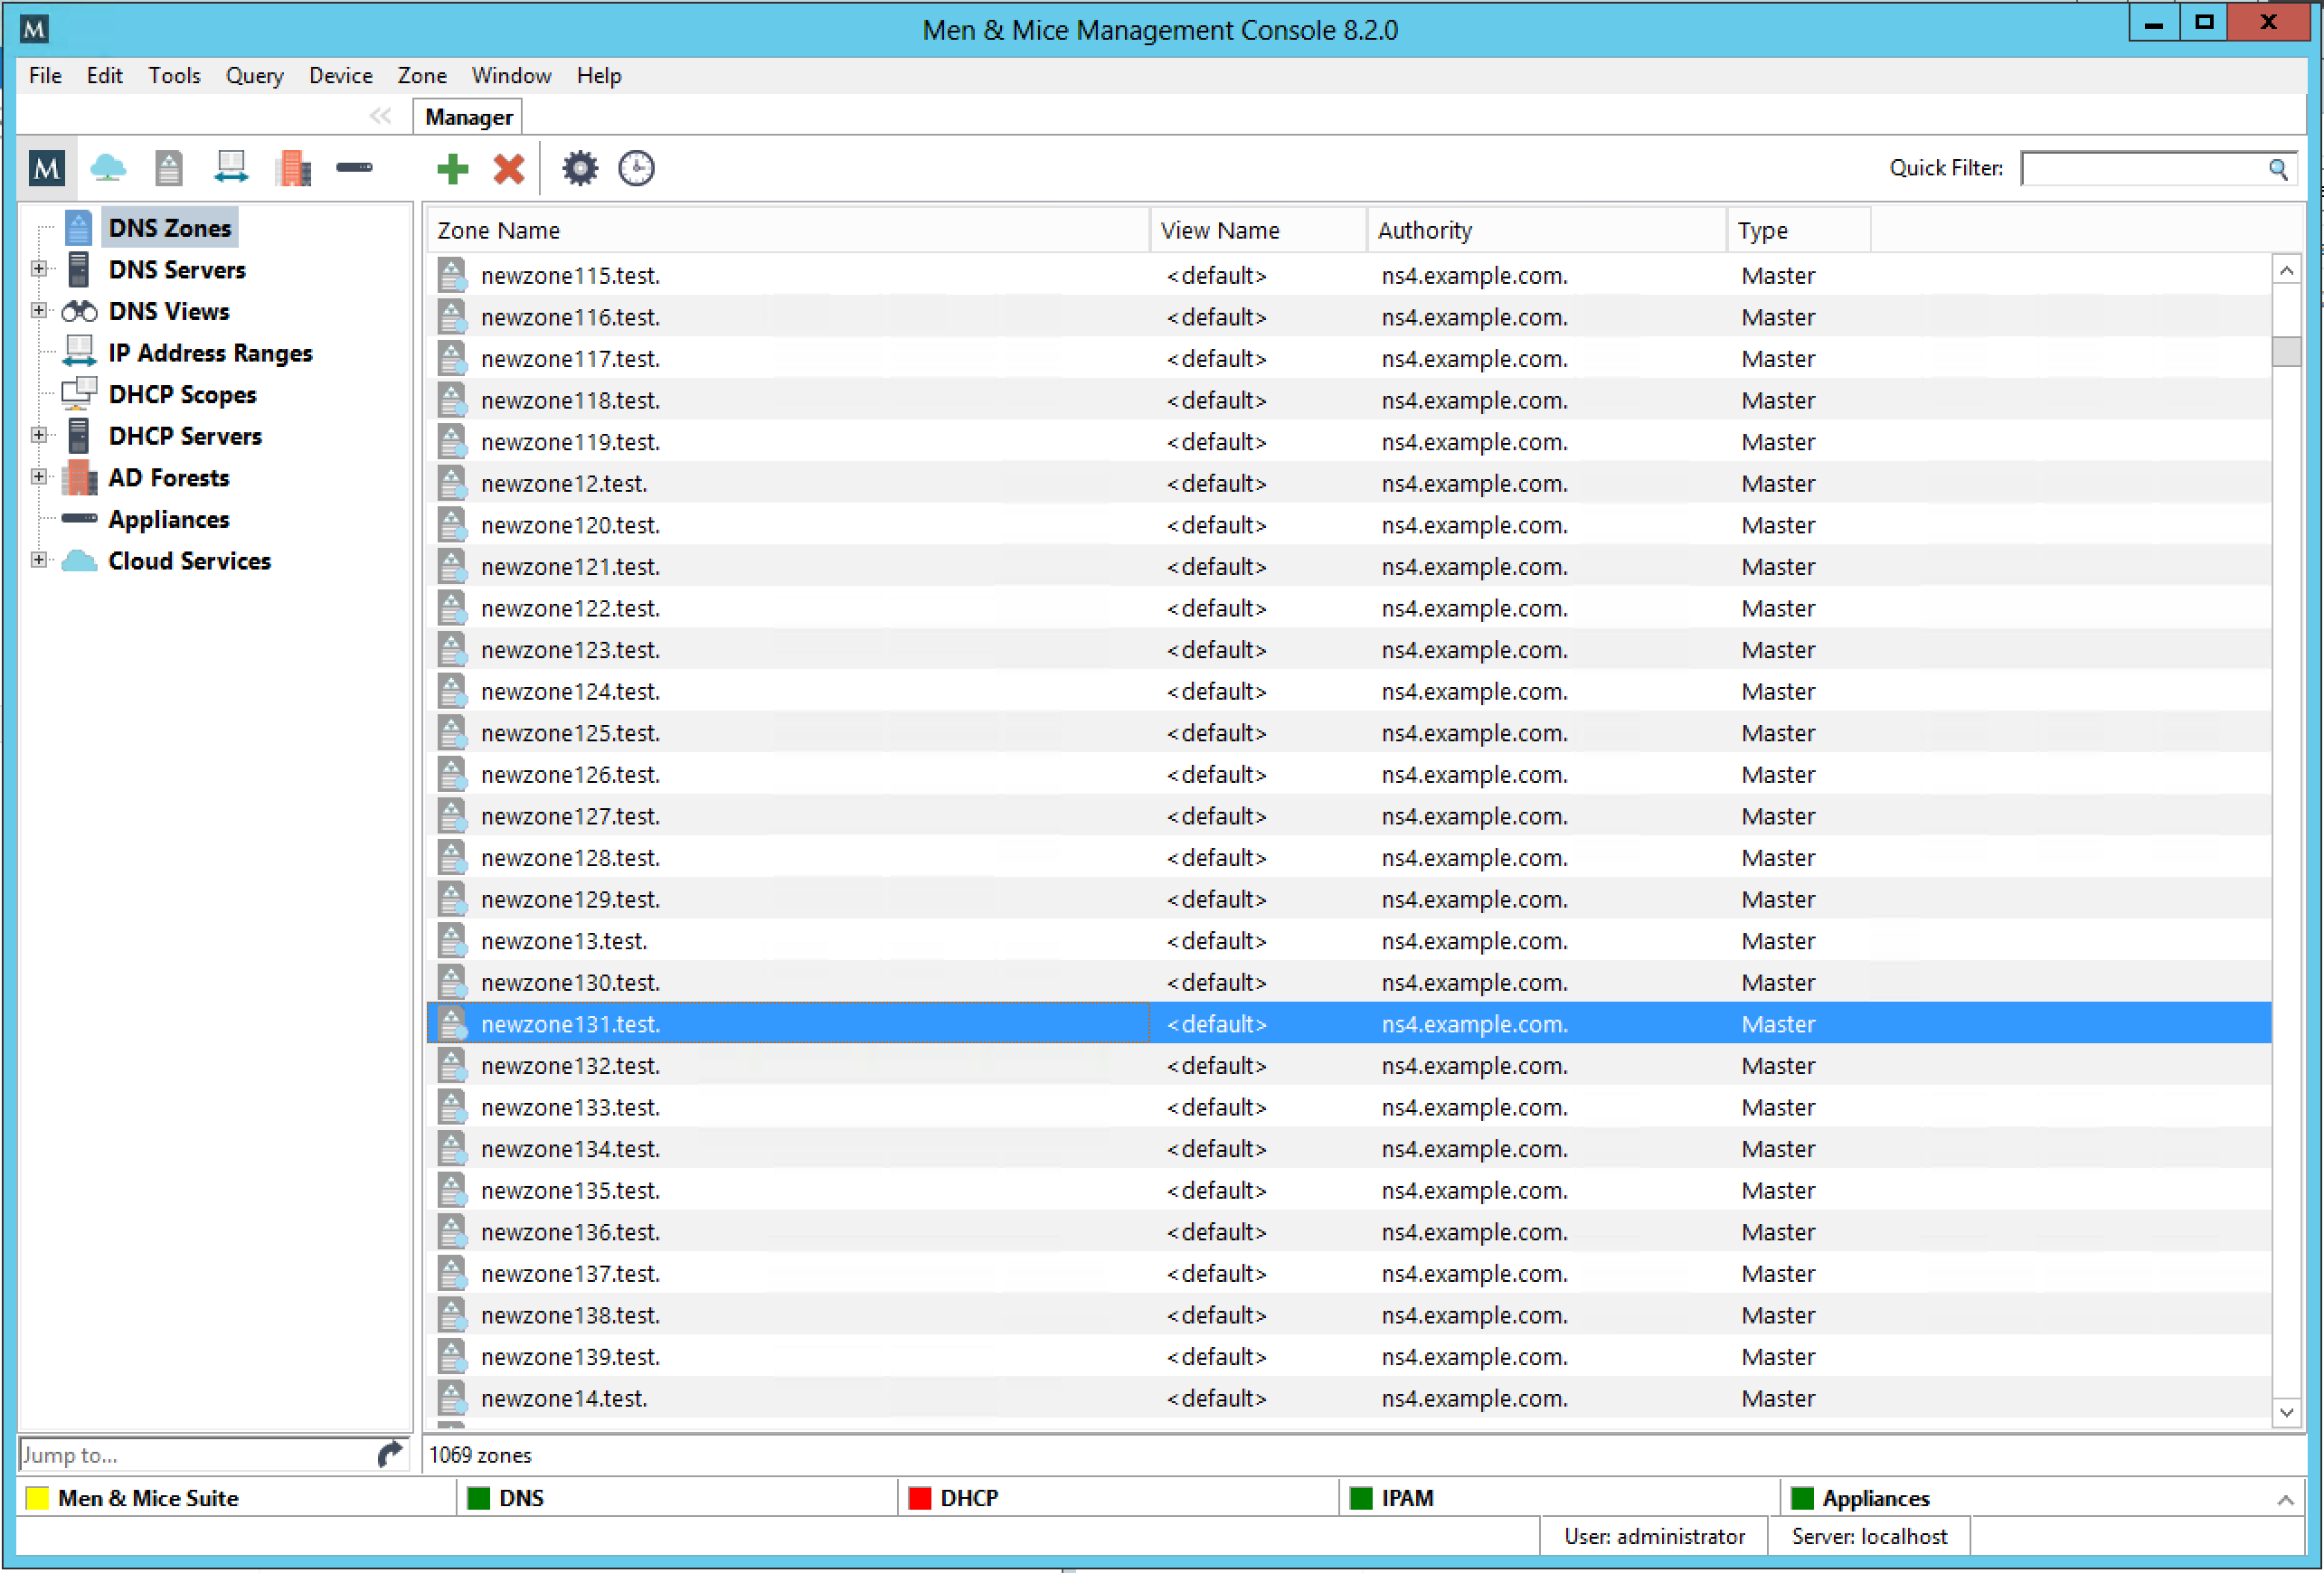 M Men & Mice Management Console 8.2.0
File Edit Tools Query Device Zone Window Help
Manager
M Quick Filter:
DNS Zones
DNS Servers
DNS Views
IP Address Ranges
DHCP Scopes
DHCP Servers
AD Forests
Appliances
Cloud Services
Jump to...
Zone Name View Name Authority Type
newzone115.test. <default> ns4.example.com. Master
newzone116.test. <default> ns4.example.com. Master
newzone117.test. <default> ns4.example.com. Master
newzone118.test. <default> ns4.example.com. Master
newzone119.test. <default> ns4.example.com. Master
newzone12.test. <default> ns4.example.com. Master
newzone120.test. <default> ns4.example.com. Master
newzone121.test. <default> ns4.example.com. Master
newzone122.test. <default> ns4.example.com. Master
newzone123.test. <default> ns4.example.com. Master
newzone124.test. <default> ns4.example.com. Master
newzone125.test. <default> ns4.example.com. Master
newzone126.test. <default> ns4.example.com. Master
newzone127.test. <default> ns4.example.com. Master
newzone128.test. <default> ns4.example.com. Master
newzone129.test. <default> ns4.example.com. Master
newzone13.test. <default> ns4.example.com. Master
newzone130.test. <default> ns4.example.com. Master
newzone131.test. <default> ns4.example.com. Master
newzone132.test. <default> ns4.example.com. Master
newzone133.test. <default> ns4.example.com. Master
newzone134.test. <default> ns4.example.com. Master
newzone135.test. <default> ns4.example.com. Master
newzone136.test. <default> ns4.example.com. Master
newzone137.test. <default> ns4.example.com. Master
newzone138.test. <default> ns4.example.com. Master
newzone139.test. <default> ns4.example.com. Master
newzone14.test. <default> ns4.example.com. Master
1069 zones
Men & Mice Suite DNS DHCP IPAM Appliances
User: administrator Server: localhost